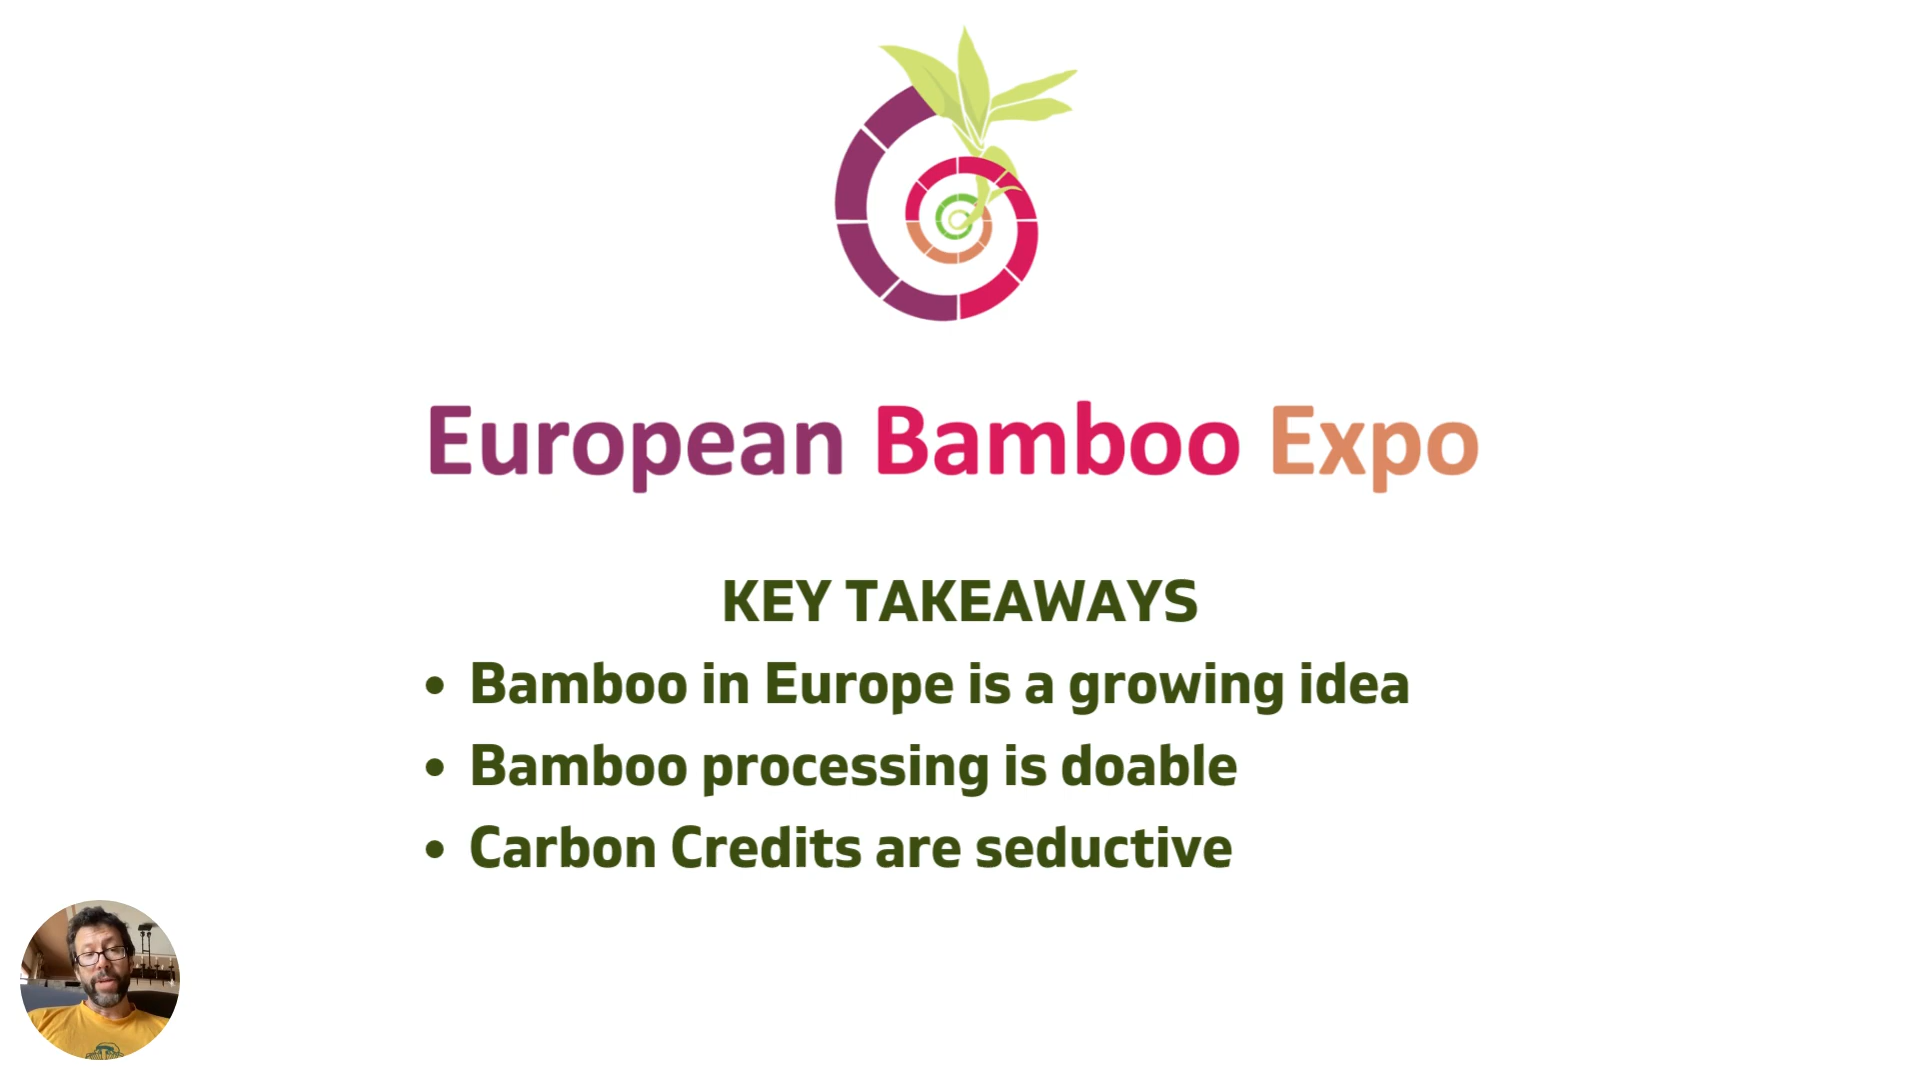 European Bamboo Expo
KEY TAKEAWAYS
• Bamboo in Europe is a growing idea
• Bamboo processing is doable
• Carbon Credits are seductive